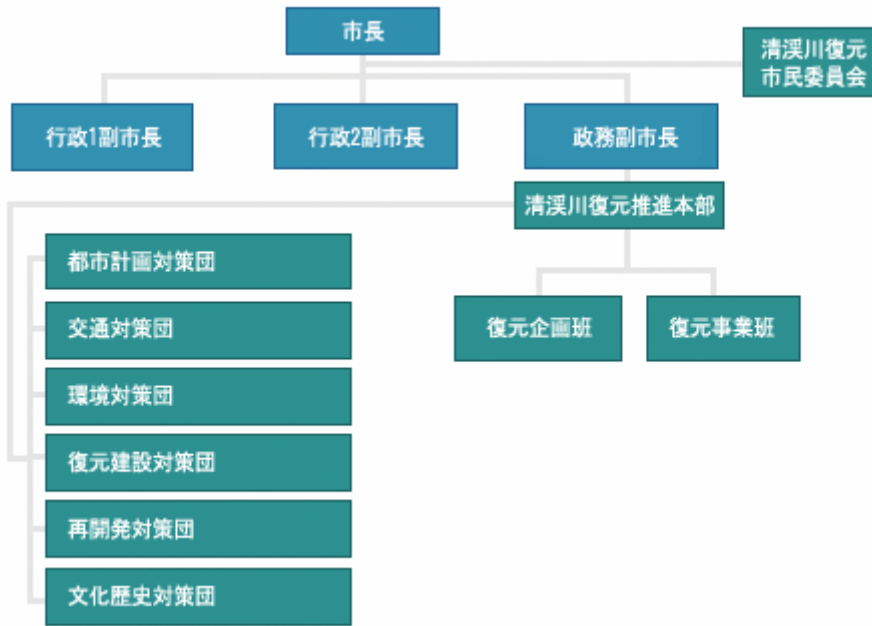 市長
清渓川復元
市民委員会
行政1副市長
行政2副市長
政務副市長
清渓川復元推進本部
都市計画対策団
交通対策団
環境対策団
復元建設対策団
再開発対策団
文化歴史対策団
復元企画班
復元事業班